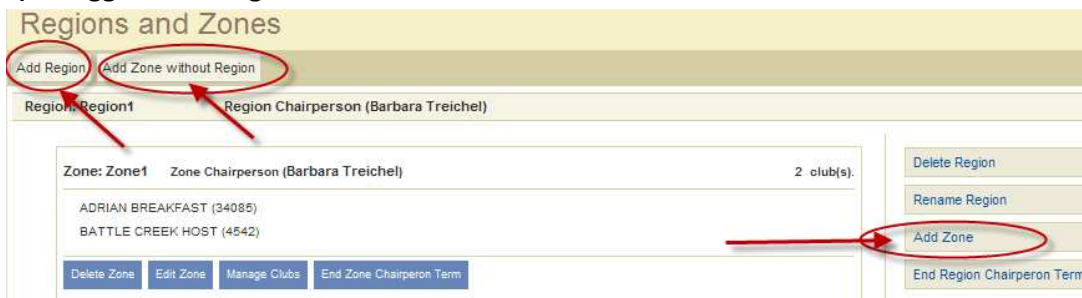 Regions and Zones
Add Region Add Zone without Region
Region: Region1 Region Chairperson (Barbara Treichel)
Zone: Zone1 Zone Chairperson (Barbara Treichel) 2 club(s).
ADRIAN BREAKFAST (34085)
BATTLE CREEK HOST (4542)
Delete Zone Edit Zone Manage Clubs End Zone Chairperon Term
Delete Region
Rename Region
Add Zone
End Region Chairperon Term